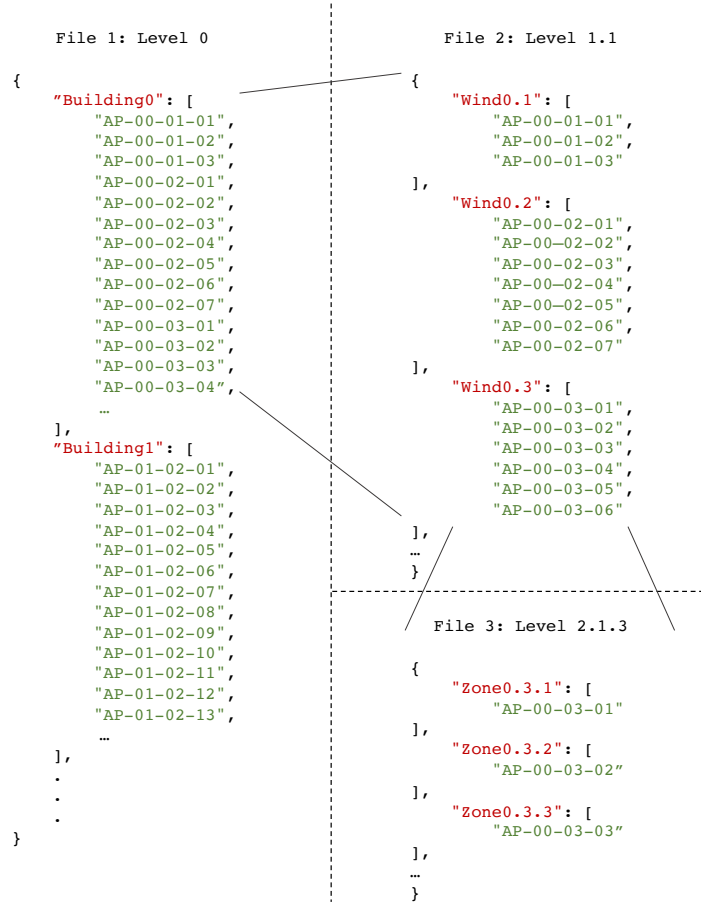 File 1: Level 0
{
”Building0": [
"AP-00-01-01",
"AP-00-01-02",
"AP-00-01-03",
"AP-00-02-01",
"AP-00-02-02",
"AP-00-02-03",
"AP-00-02-04",
"AP-00-02-05",
"AP-00-02-06",
"AP-00-02-07",
"AP-00-03-01",
"AP-00-03-02",
"AP-00-03-03",
"AP-00-03-04”,
…
],
”Building1": [
"AP-01-02-01",
"AP-01-02-02",
"AP-01-02-03",
"AP-01-02-04",
"AP-01-02-05",
"AP-01-02-06",
"AP-01-02-07",
"AP-01-02-08",
"AP-01-02-09",
"AP-01-02-10",
"AP-01-02-11",
"AP-01-02-12",
"AP-01-02-13",
…
],
.
.
.
}
File 2: Level 1.1
{
"Wind0.1": [
"AP-00-01-01",
"AP-00-01-02",
"AP-00-01-03"
],
"Wind0.2": [
"AP-00-02-01",
"AP-00—02-02",
"AP-00-02-03",
"AP-00—02-04",
"AP-00—02-05",
"AP-00-02-06",
"AP-00-02-07"
],
"Wind0.3": [
"AP-00-03-01",
"AP-00-03-02",
"AP-00-03-03",
"AP-00-03-04",
"AP-00-03-05",
"AP-00-03-06"
],
…
}
File 3: Level 2.1.3
{
"Zone0.3.1": [
"AP-00-03-01"
],
"Zone0.3.2": [
"AP-00-03-02”
],
"Zone0.3.3": [
"AP-00-03-03”
],
…
}